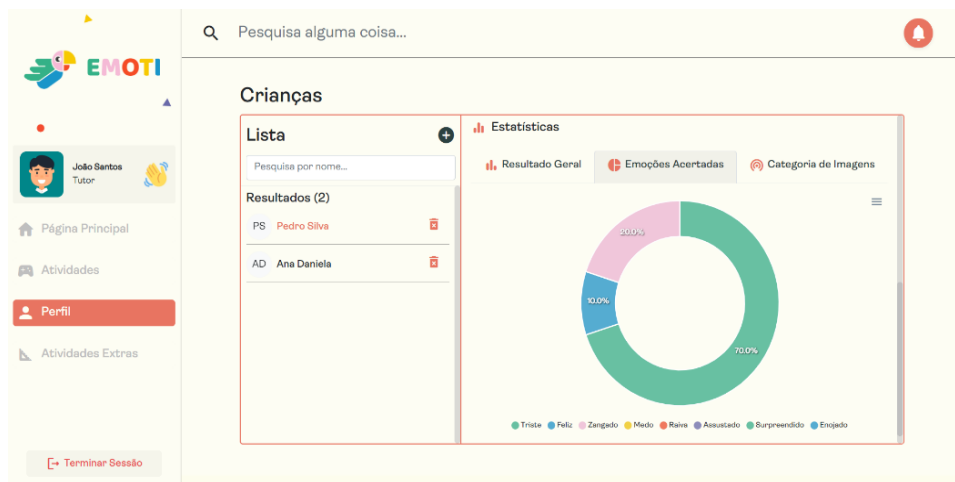 EMOTI
João Santos
Tutor
Página Principal
Atividades
Perfil
Atividades Extras
Terminar Sessão
Pesquisa alguma coisa...
Crianças
Lista
Pesquisa por nome...
Resultados (2)
PS Pedro Silva
AD Ana Daniela
Estatísticas
Resultado Geral Emoções Acertadas Categoria de Imagens
20.0%
10.0%
70.0%
Triste Feliz Zangado Medo Raiva Assustado Surpreendido Enojado